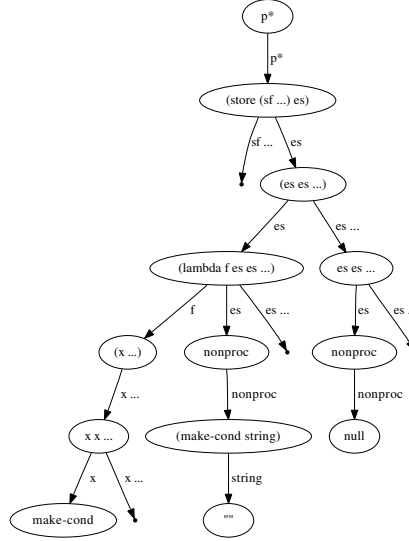 p*
p*
(store (sf ...) es)
sf ... es
(es es ...)
es es ...
(lambda f es es ...) es es ...
f es es ... es es .
(x ...) nonproc nonproc
x ... nonproc nonproc
x x ... (make-cond string) null
x x ... string
make-cond ""